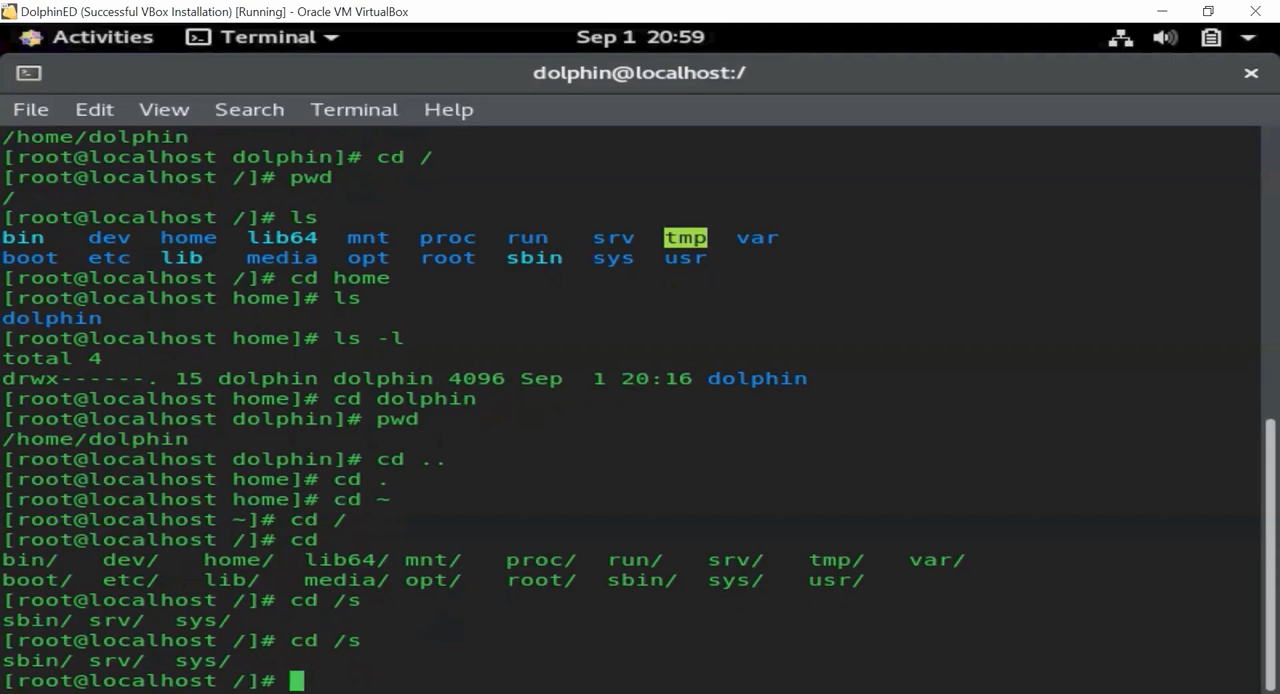 DolphinED (Successful VBox Installation) [Running] - Oracle VM VirtualBox
Activities Terminal Sep 1 20:59
dolphin@localhost:/
File Edit View Search Terminal Help
/home/dolphin
[root@localhost dolphin]# cd /
[root@localhost /]# pwd
/
[root@localhost /]# ls
bin dev home lib64 mnt proc run srv tmp var
boot etc lib media opt root sbin sys usr
[root@localhost /]# cd home
[root@localhost home]# ls
dolphin
[root@localhost home]# ls -l
total 4
drwx------. 15 dolphin dolphin 4096 Sep  1 20:16 dolphin
[root@localhost home]# cd dolphin
[root@localhost dolphin]# pwd
/home/dolphin
[root@localhost dolphin]# cd ..
[root@localhost home]# cd .
[root@localhost home]# cd ~
[root@localhost ~]# cd /
[root@localhost /]# cd
bin/ dev/ home/ lib64/ mnt/ proc/ run/ srv/ tmp/ var/
boot/ etc/ lib/ media/ opt/ root/ sbin/ sys/ usr/
[root@localhost /]# cd /s
sbin/ srv/ sys/
[root@localhost /]# cd /s
sbin/ srv/ sys/
[root@localhost /]#